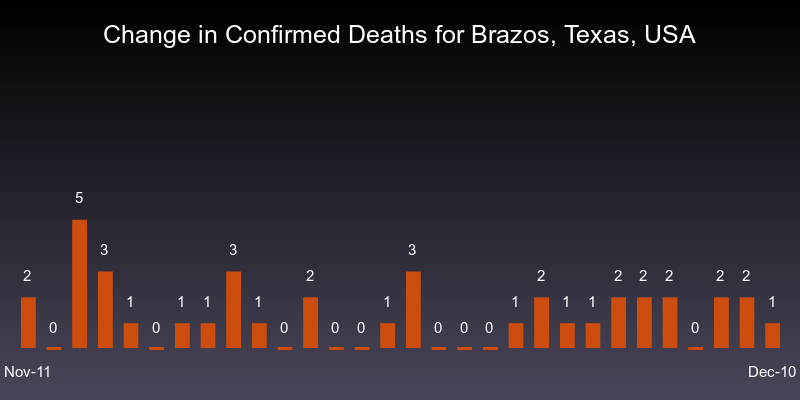 Change in Confirmed Deaths for Brazos, Texas, USA
2 0 5 3 1 0 1 1 3 1 0 2 0 0 1 3 0 0 0 1 2 1 1 2 2 2 0 2 2 1
Nov-11 Dec-10